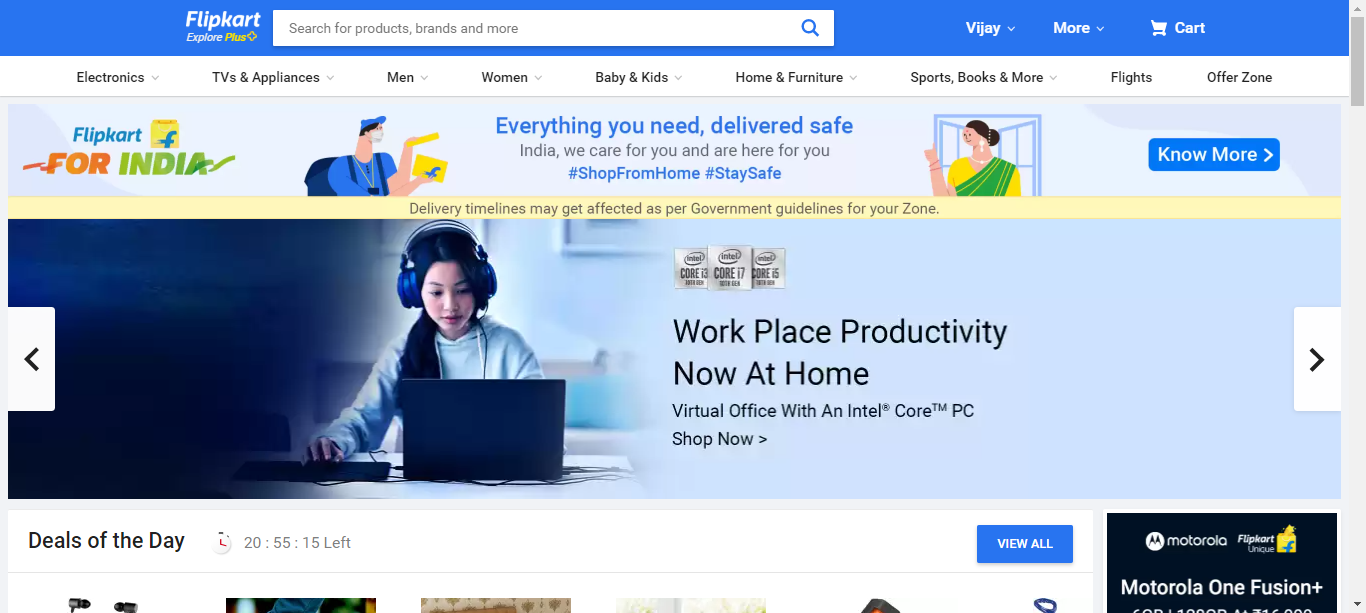 Flipkart
Explore Plus
Search for products, brands and more
Vijay
More
Cart
Electronics
TVs & Appliances
Men
Women
Baby & Kids
Home & Furniture
Sports, Books & More
Flights
Offer Zone
Flipkart
FOR INDIA
Everything you need, delivered safe
India, we care for you and are here for you
#ShopFromHome #StaySafe
Know More
Delivery timelines may get affected as per Government guidelines for your Zone.
intel
CORE i3
10TH GEN
intel
CORE i7
10TH GEN
intel
CORE i5
10TH GEN
Work Place Productivity
Now At Home
Virtual Office With An Intel® Core™ PC
Shop Now >
Deals of the Day
20 : 55 : 15 Left
VIEW ALL
motorola
Flipkart
Unique
Motorola One Fusion+